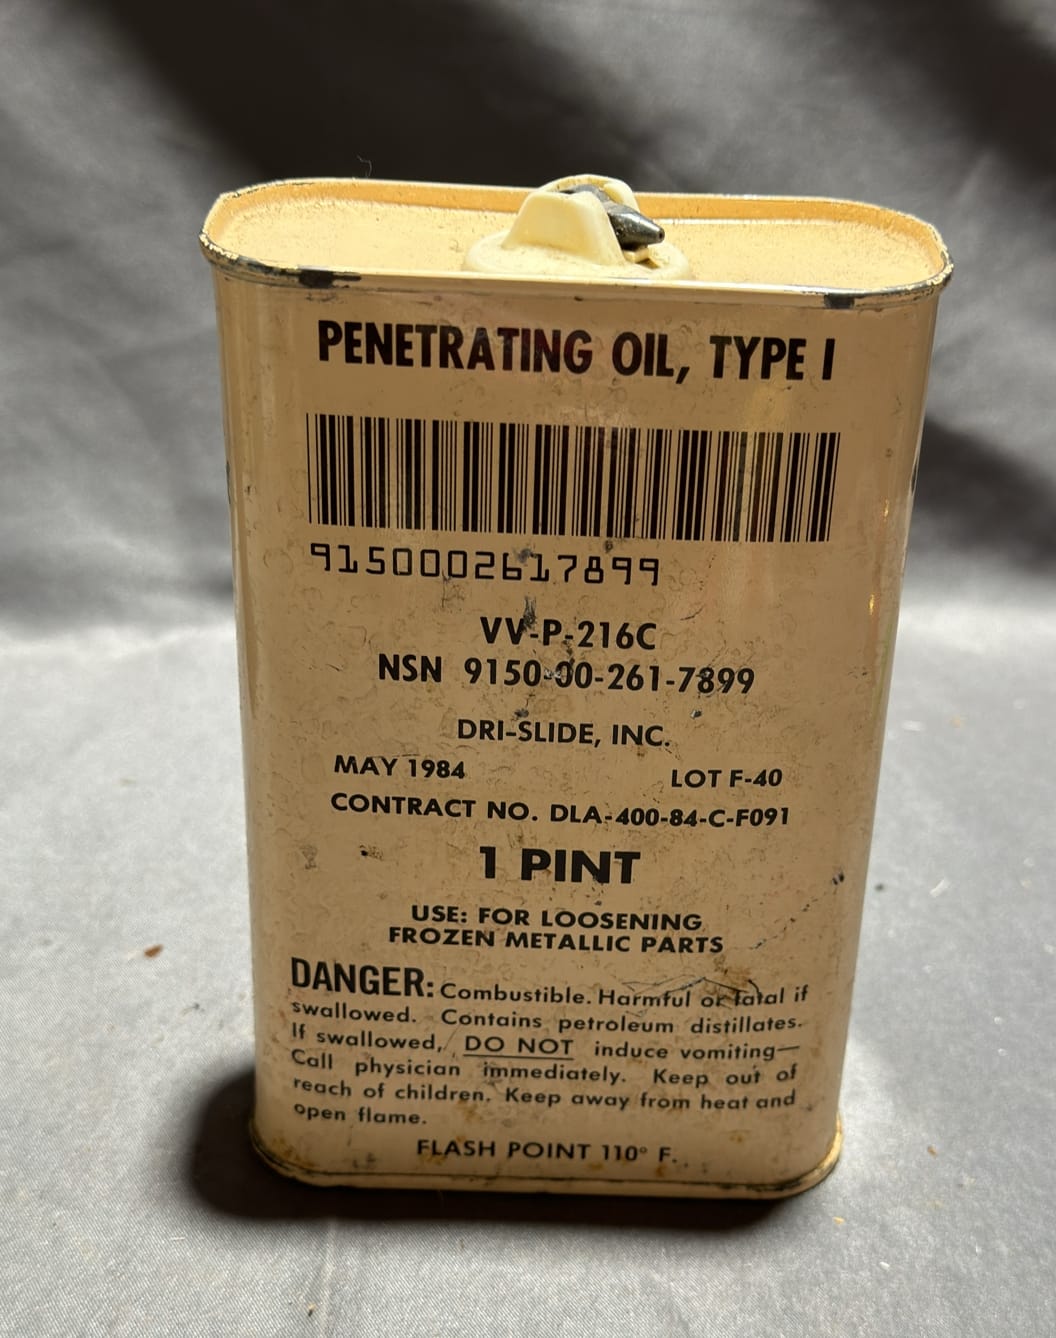 PENETRATING OIL, TYPE I
9150002617899
VV-P-216C
NSN 9150-00-261-7899
DRI-SLIDE, INC.
MAY 1984 LOT F-40
CONTRACT NO. DLA-400-84-C-F091
1 PINT
USE: FOR LOOSENING
FROZEN METALLIC PARTS
DANGER: Combustible. Harmful or fatal if
swallowed. Contains petroleum distillates.
If swallowed, DO NOT induce vomiting—
Call physician immediately. Keep out of
reach of children. Keep away from heat and
open flame.
FLASH POINT 110° F.